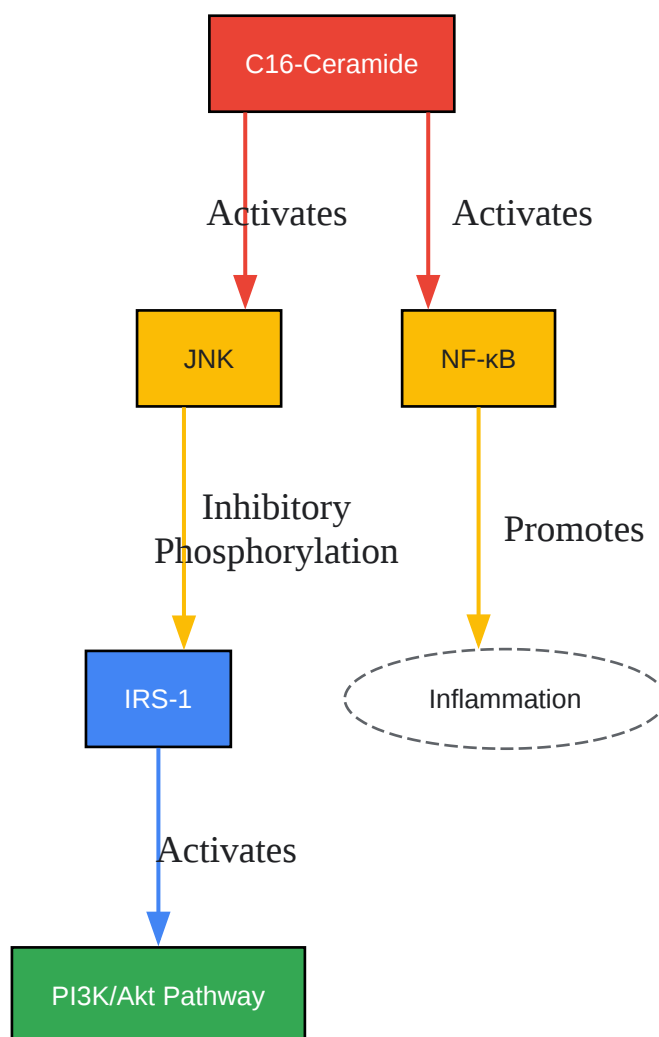 C16-Ceramide
Activates
Activates
JNK
NF-κB
Inhibitory
Phosphorylation
Promotes
IRS-1
Inflammation
Activates
PI3K/Akt Pathway